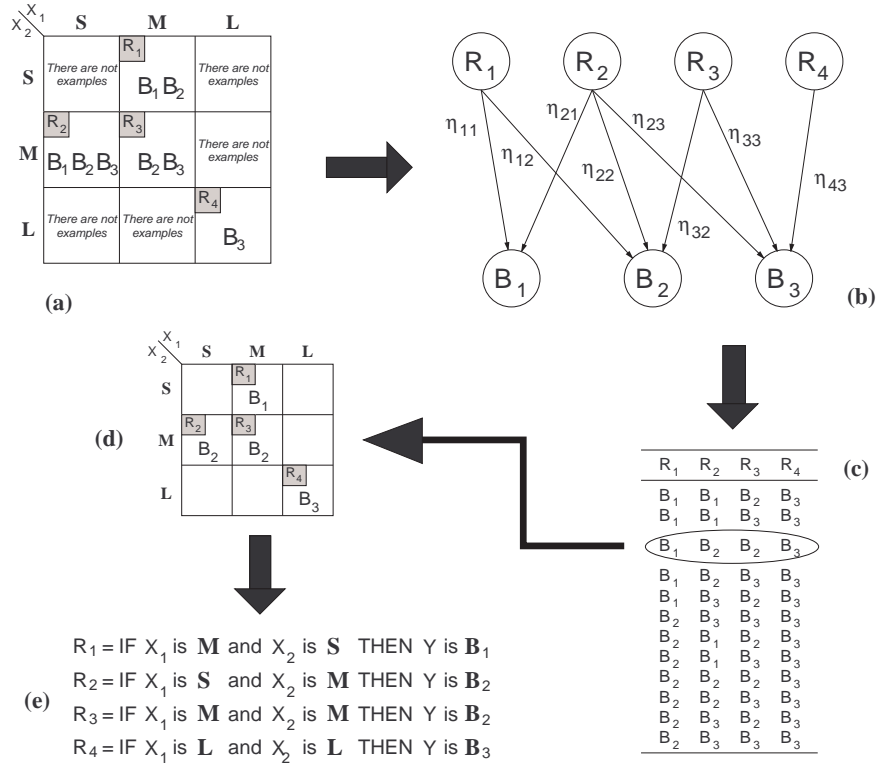 X₁
X₂
S M L
S
There are not examples
R₁
B₁ B₂
There are not examples
M
R₂
B₁ B₂ B₃
R₃
B₂ B₃
There are not examples
L
There are not examples
There are not examples
R₄
B₃
(a)
R₁ R₂ R₃ R₄
η₁₁ η₁₂ η₂₁ η₂₂ η₂₃ η₃₂ η₃₃ η₄₃
B₁ B₂ B₃
(b)
X₁
X₂
S M L
S
R₁
B₁
M
R₂
B₂
R₃
B₂
L
R₄
B₃
(d)
(c)
R₁ R₂ R₃ R₄
B₁ B₁ B₂ B₃
B₁ B₁ B₃ B₃
B₁ B₂ B₂ B₃
B₁ B₂ B₃ B₃
B₁ B₃ B₂ B₃
B₂ B₃ B₃ B₃
B₂ B₁ B₂ B₃
B₂ B₁ B₃ B₃
B₂ B₂ B₂ B₃
B₂ B₂ B₃ B₃
B₂ B₃ B₂ B₃
B₂ B₃ B₃ B₃
(e)
R₁ = IF X₁ is M and X₂ is S THEN Y is B₁
R₂ = IF X₁ is S and X₂ is M THEN Y is B₂
R₃ = IF X₁ is M and X₂ is M THEN Y is B₂
R₄ = IF X₁ is L and X₂ is L THEN Y is B₃